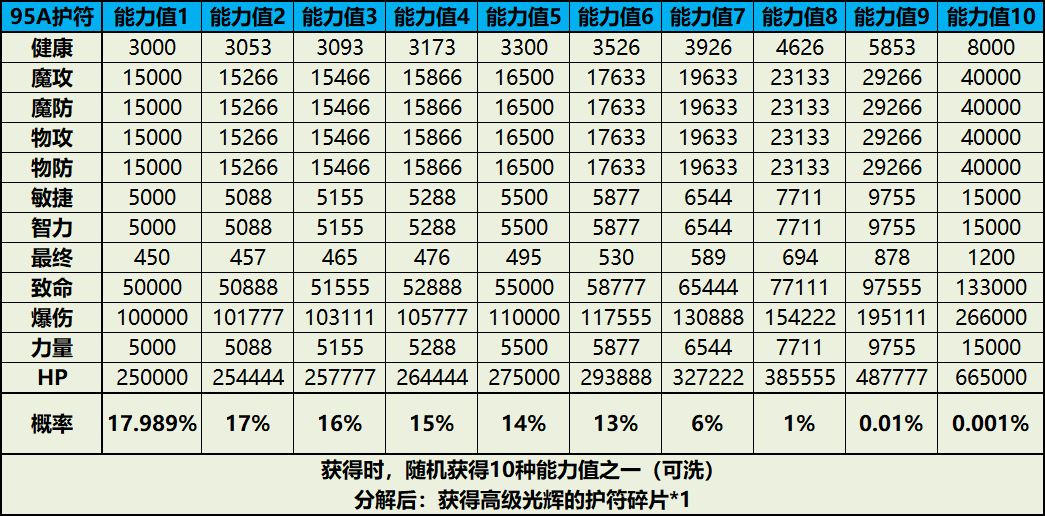 95A护符 能力值1 能力值2 能力值3 能力值4 能力值5 能力值6 能力值7 能力值8 能力值9 能力值10
健康 3000 3053 3093 3173 3300 3526 3926 4626 5853 8000
魔攻 15000 15266 15466 15866 16500 17633 19633 23133 29266 40000
魔防 15000 15266 15466 15866 16500 17633 19633 23133 29266 40000
物攻 15000 15266 15466 15866 16500 17633 19633 23133 29266 40000
物防 15000 15266 15466 15866 16500 17633 19633 23133 29266 40000
敏捷 5000 5088 5155 5288 5500 5877 6544 7711 9755 15000
智力 5000 5088 5155 5288 5500 5877 6544 7711 9755 15000
最终 450 457 465 476 495 530 589 694 878 1200
致命 50000 50888 51555 52888 55000 58777 65444 77111 97555 133000
爆伤 100000 101777 103111 105777 110000 117555 130888 154222 195111 266000
力量 5000 5088 5155 5288 5500 5877 6544 7711 9755 15000
HP 250000 254444 257777 264444 275000 293888 327222 385555 487777 665000
概率 17.989% 17% 16% 15% 14% 13% 6% 1% 0.01% 0.001%
获得时，随机获得10种能力值之一（可洗）
分解后：获得高级光辉的护符碎片*1